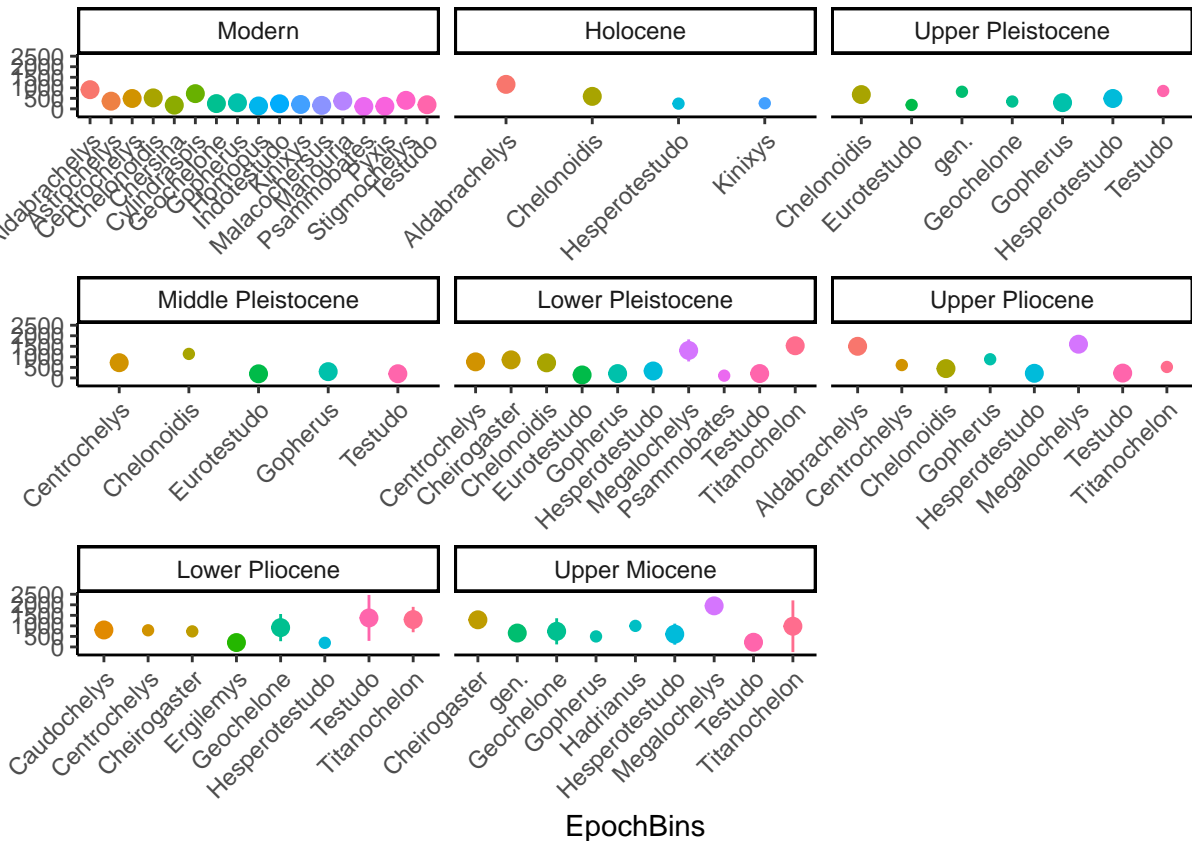 Modern
Holocene
Upper Pleistocene
2500
2000
1500
1000
500
0
Aldabrachelys
Astrochelys
Centrochelys
Chelonoidis
Chersina
Cylindraspis
Geochelone
Gopherus
Homopus
Indotestudo
Kinixys
Malacochersus
Manouria
Psammobates
Pyxis
Stigmochelys
Testudo
Aldabrachelys
Chelonoidis
Hesperotestudo
Kinixys
Chelonoidis
Eurotestudo
gen.
Geochelone
Gopherus
Hesperotestudo
Testudo
Middle Pleistocene
Lower Pleistocene
Upper Pliocene
2500
2000
1500
1000
500
0
Centrochelys
Chelonoidis
Eurotestudo
Gopherus
Testudo
Centrochelys
Cheirogaster
Chelonoidis
Eurotestudo
Gopherus
Hesperotestudo
Megalochelys
Psammobates
Testudo
Titanochelon
Aldabrachelys
Centrochelys
Chelonoidis
Gopherus
Hesperotestudo
Megalochelys
Testudo
Titanochelon
Lower Pliocene
Upper Miocene
2500
2000
1500
1000
500
0
Caudochelys
Centrochelys
Cheirogaster
Ergilemys
Geochelone
Hesperotestudo
Testudo
Titanochelon
Cheirogaster
gen.
Geochelone
Gopherus
Hadrianus
Hesperotestudo
Megalochelys
Testudo
Titanochelon
EpochBins